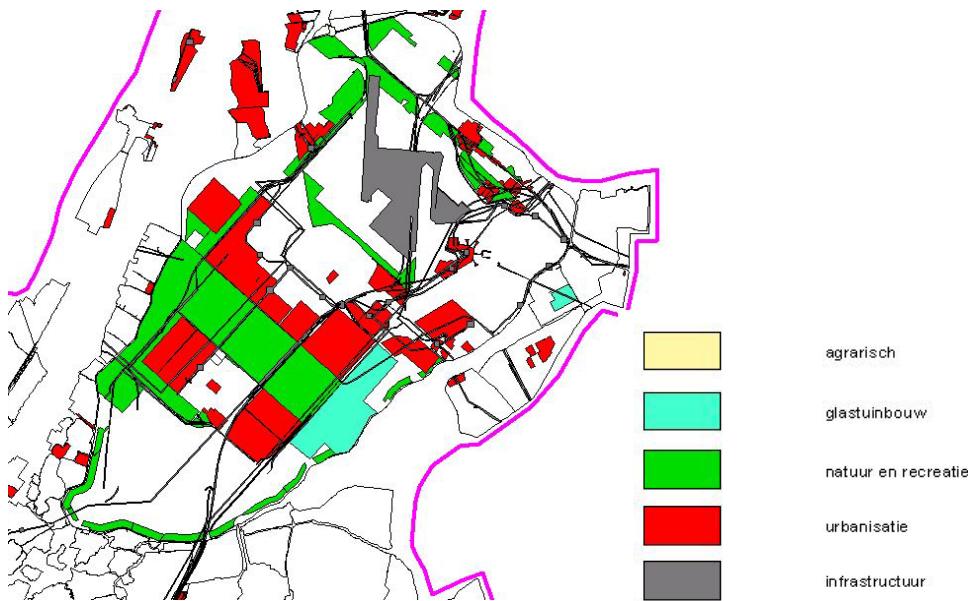 agrarisch
glastuinbouw
natuur en recreatie
urbanisatie
infrastructuur